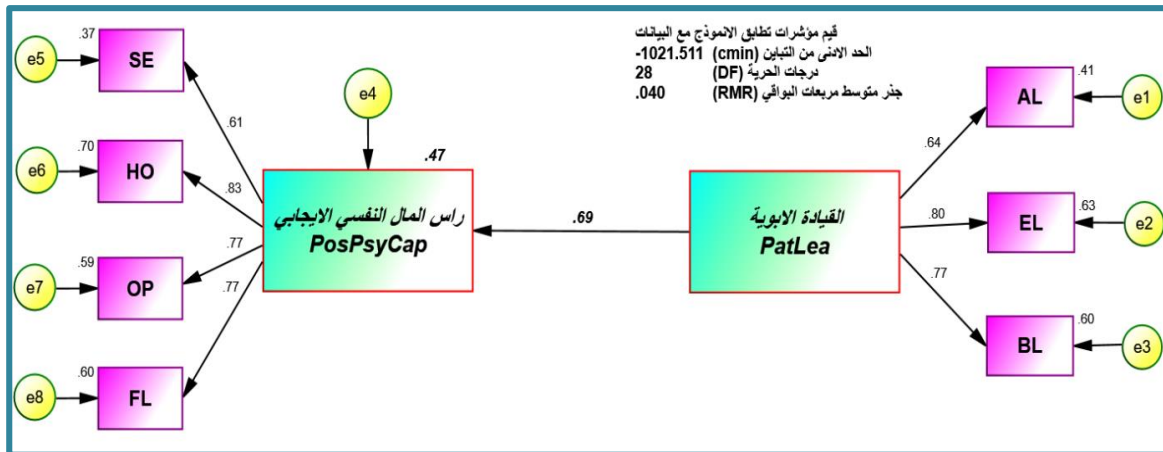 قيم مؤشرات تطابق الانموذج مع البيانات
الحد الادنى من التباين (cmin) -1021.511
درجات الحرية (DF) 28
جذر متوسط مربعات البواقي (RMR) .040
e5
.37
SE
.61
e6
.70
HO
.83
e7
.59
OP
.77
e8
.60
FL
.77
e4
.47
راس المال النفسي الايجابي
PosPsyCap
.69
القيادة الابوية
PatLea
.64
AL
.41
e1
.80
EL
.63
e2
.77
BL
.60
e3